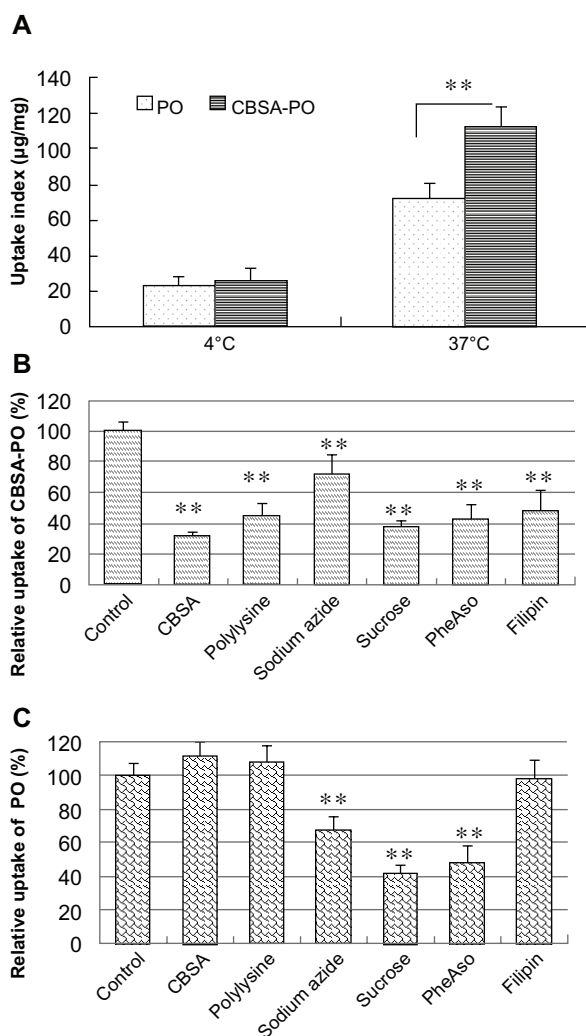 A
Uptake index (µg/mg)
140
120
100
80
60
40
20
0
PO
CBSA-PO
**
4°C
37°C
B
Relative uptake of CBSA-PO (%)
120
100
80
60
40
20
0
**
**
**
**
**
**
Control
CBSA
Polylysine
Sodium azide
Sucrose
PheAso
Filipin
C
Relative uptake of PO (%)
120
100
80
60
40
20
0
**
**
**
Control
CBSA
Polylysine
Sodium azide
Sucrose
PheAso
Filipin